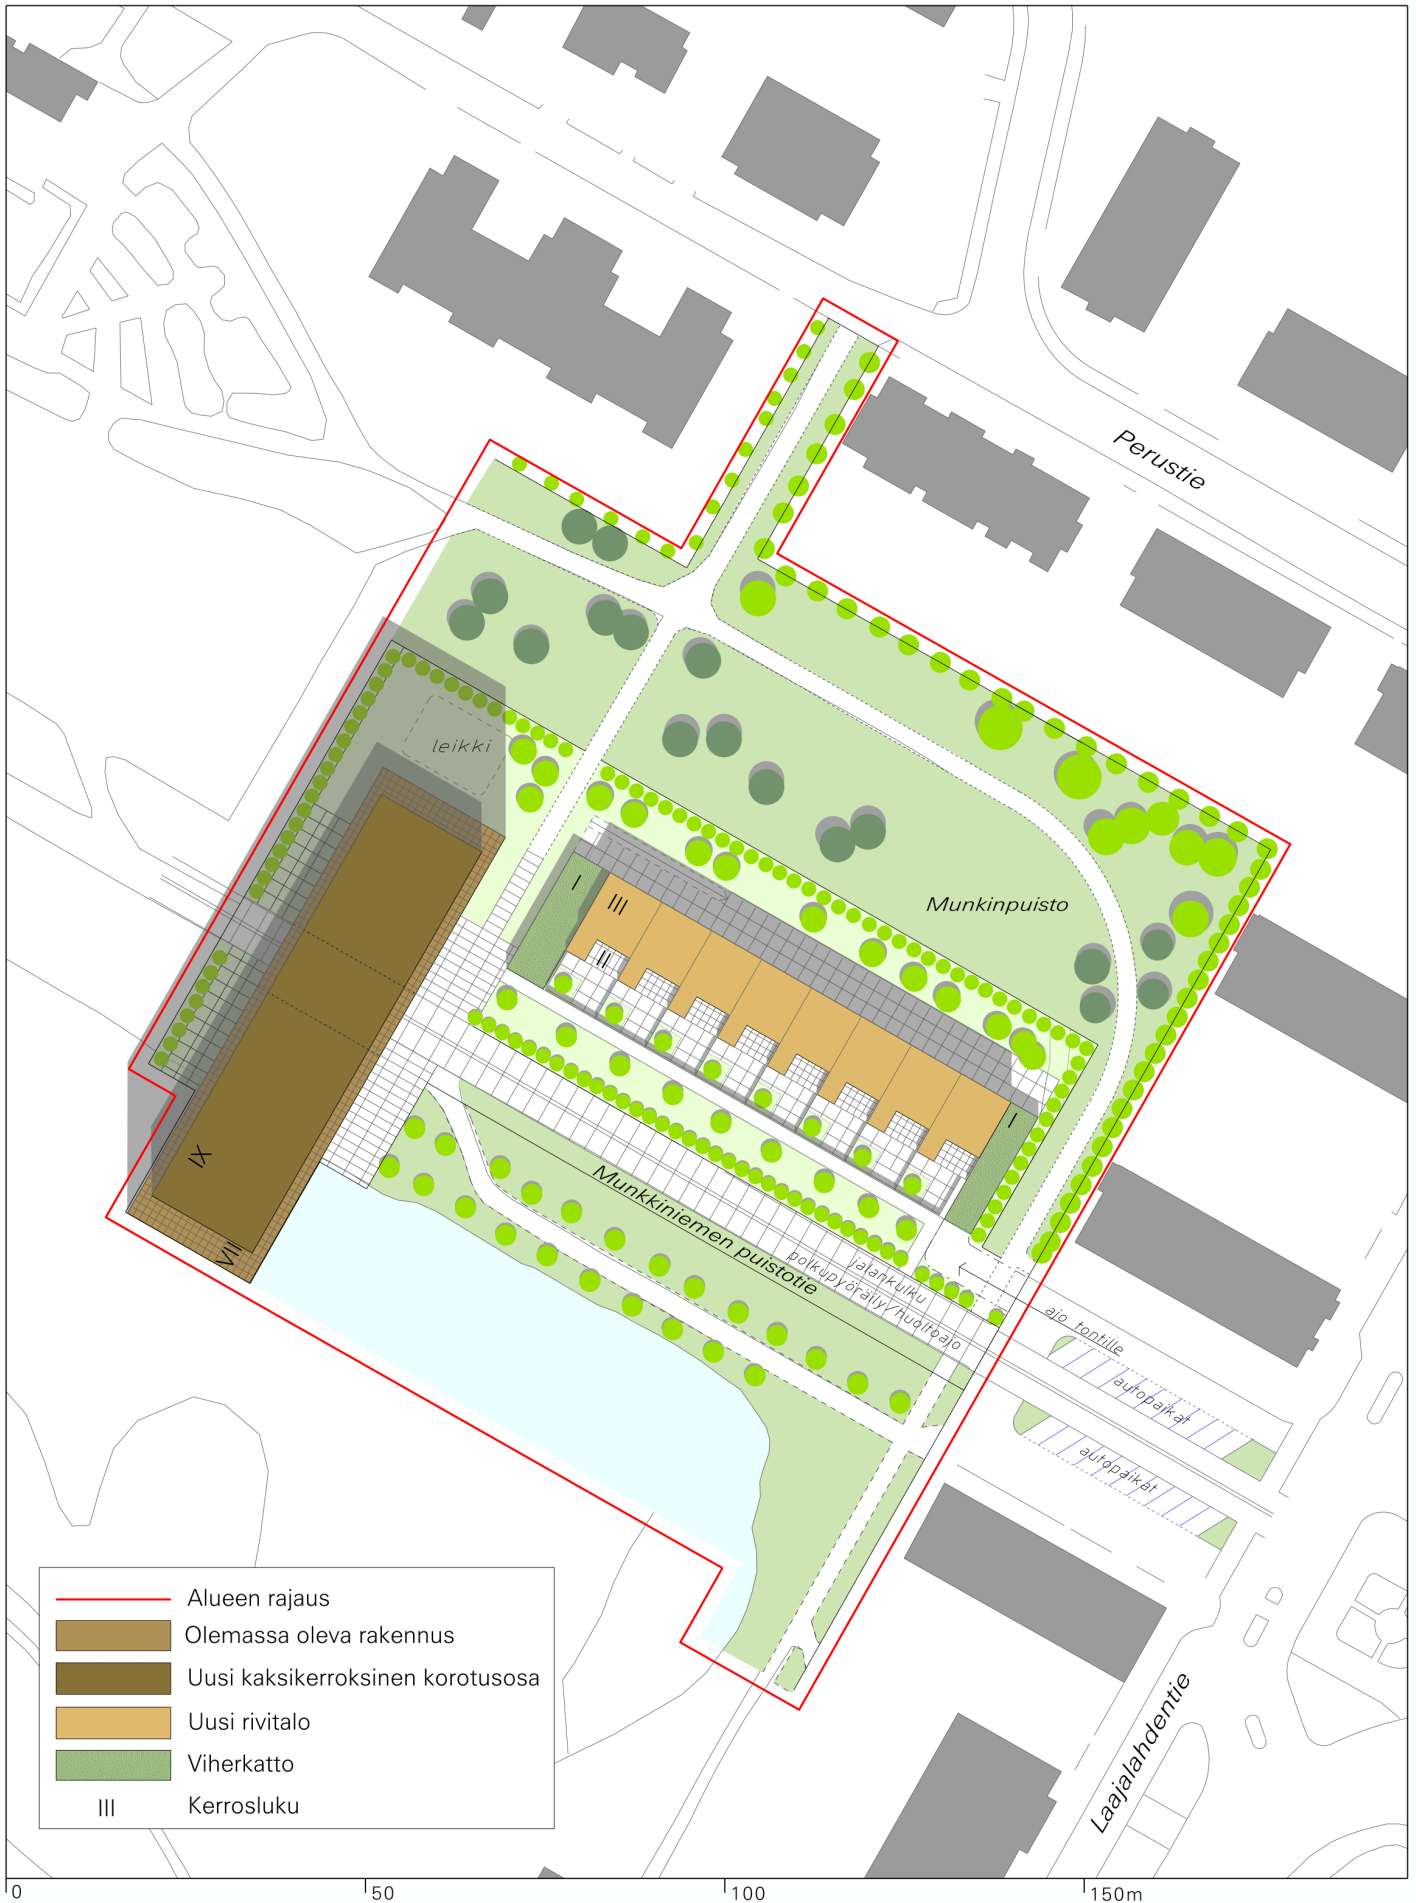 Perustie
leikki
Munkinpuisto
I
III
II
I
IX
VII
Munkkiniemen puistotie
jalankulku
polkupyöräily/huoltoajo
ajo tontille
autopaikat
autopaikat
Laajalahdentie
Alueen rajaus
Olemassa oleva rakennus
Uusi kaksikerroksinen korotusosa
Uusi rivitalo
Viherkatto
III Kerrosluku
0 50 100 150m